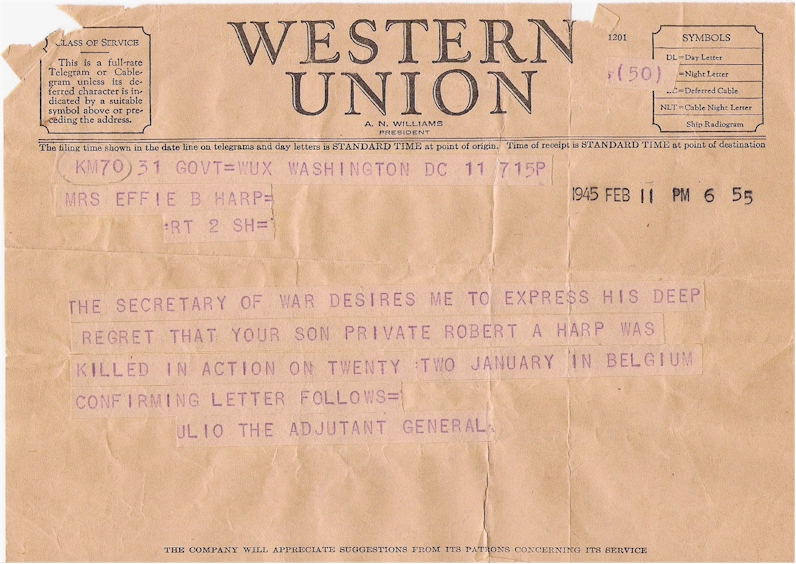 CLASS OF SERVICE
This is a full-rate
Telegram or Cable-
gram unless its de-
ferred character is in-
dicated by a suitable
symbol above or pre-
ceding the address.
WESTERN
UNION
A. N. WILLIAMS
PRESIDENT
1201
(50)
SYMBOLS
DL=Day Letter
=Night Letter
=Deferred Cable
NLT=Cable Night Letter
Ship Radiogram
The filing time shown in the date line on telegrams and day letters is STANDARD TIME at point of origin. Time of receipt is STANDARD TIME at point of destination
KM70 31 GOVT=WUX WASHINGTON DC 11 715P
1945 FEB 11 PM 6 55
MRS EFFIE B HARP=
:RT 2 SH=
THE SECRETARY OF WAR DESIRES ME TO EXPRESS HIS DEEP
REGRET THAT YOUR SON PRIVATE ROBERT A HARP WAS
KILLED IN ACTION ON TWENTY :TWO JANUARY IN BELGIUM
CONFIRMING LETTER FOLLOWS=
ULIO THE ADJUTANT GENERAL.
THE COMPANY WILL APPRECIATE SUGGESTIONS FROM ITS PATRONS CONCERNING ITS SERVICE